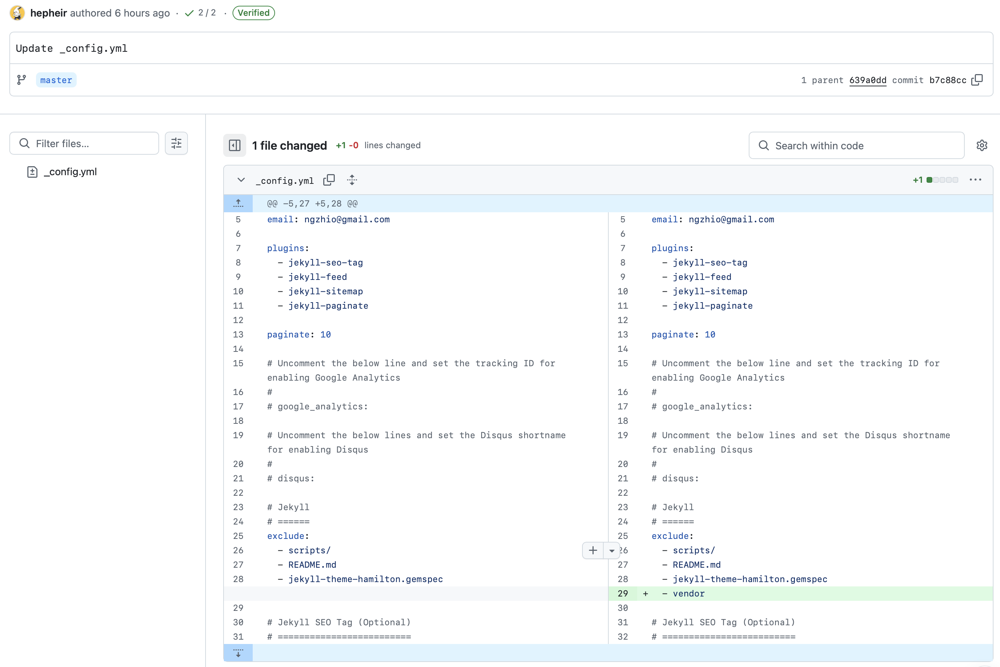 hepheir authored 6 hours ago · 2 / 2 · Verified
Update _config.yml
master
1 parent 639a0dd commit b7c88cc
Filter files...
_config.yml
1 file changed +1 -0 lines changed
Search within code
_config.yml
+1
@@ -5,27 +5,28 @@
5 email: ngzhio@gmail.com
6
7 plugins:
8 - jekyll-seo-tag
9 - jekyll-feed
10 - jekyll-sitemap
11 - jekyll-paginate
12
13 paginate: 10
14
15 # Uncomment the below line and set the tracking ID for
enabling Google Analytics
16 #
17 # google_analytics:
18
19 # Uncomment the below lines and set the Disqus shortname
for enabling Disqus
20 #
21 # disqus:
22
23 # Jekyll
24 # ======
25 exclude:
26 - scripts/
27 - README.md
28 - jekyll-theme-hamilton.gemspec
29
30 # Jekyll SEO Tag (Optional)
31 # =========================
5 email: ngzhio@gmail.com
6
7 plugins:
8 - jekyll-seo-tag
9 - jekyll-feed
10 - jekyll-sitemap
11 - jekyll-paginate
12
13 paginate: 10
14
15 # Uncomment the below line and set the tracking ID for
enabling Google Analytics
16 #
17 # google_analytics:
18
19 # Uncomment the below lines and set the Disqus shortname
for enabling Disqus
20 #
21 # disqus:
22
23 # Jekyll
24 # ======
25 exclude:
26 - scripts/
27 - README.md
28 - jekyll-theme-hamilton.gemspec
29 + - vendor
30
31 # Jekyll SEO Tag (Optional)
32 # =========================